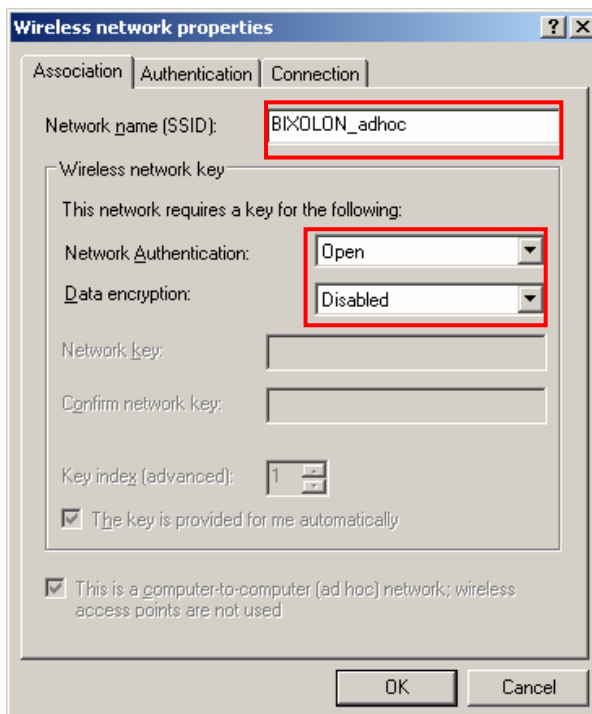 Wireless network properties
Association Authentication Connection
Network name (SSID): BIXOLON_adhoc
Wireless network key
This network requires a key for the following:
Network Authentication: Open
Data encryption: Disabled
Network key:
Confirm network key:
Key index (advanced): 1
The key is provided for me automatically
This is a computer-to-computer (ad hoc) network; wireless
access points are not used
OK Cancel